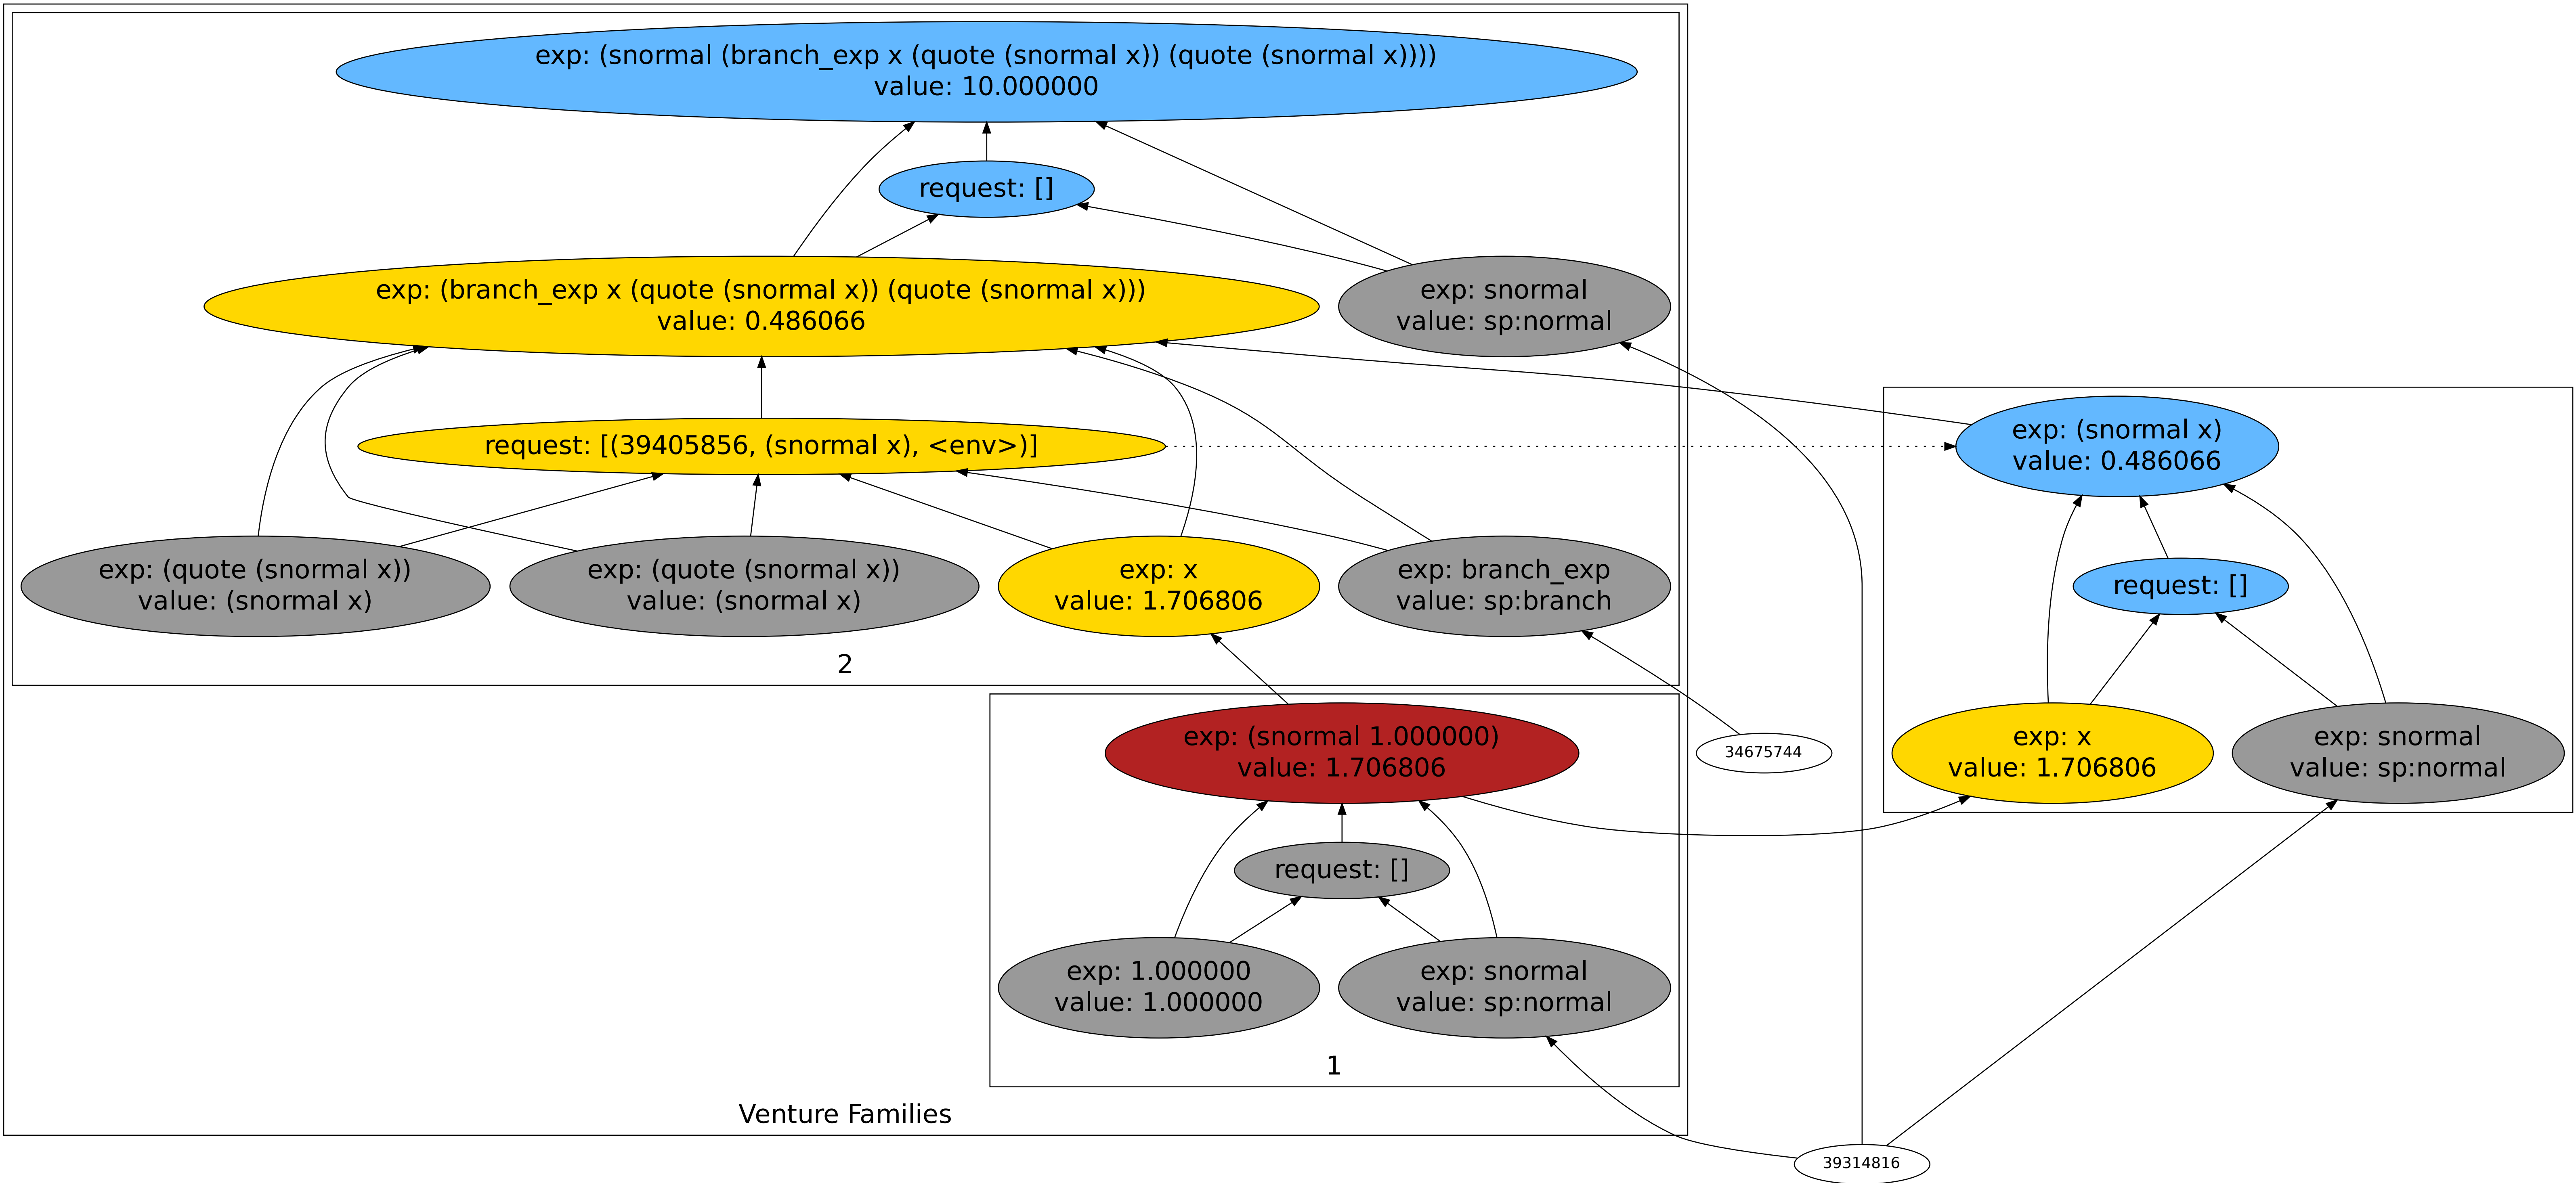 exp: (snormal (branch_exp x (quote (snormal x)) (quote (snormal x))))
value: 10.000000
request: []
exp: (branch_exp x (quote (snormal x)) (quote (snormal x)))
value: 0.486066
exp: snormal
value: sp:normal
request: [(39405856, (snormal x), <env>)]
exp: (snormal x)
value: 0.486066
exp: (quote (snormal x))
value: (snormal x)
exp: (quote (snormal x))
value: (snormal x)
exp: x
value: 1.706806
exp: branch_exp
value: sp:branch
request: []
2
exp: (snormal 1.000000)
value: 1.706806
34675744
exp: x
value: 1.706806
exp: snormal
value: sp:normal
request: []
exp: 1.000000
value: 1.000000
exp: snormal
value: sp:normal
1
Venture Families
39314816